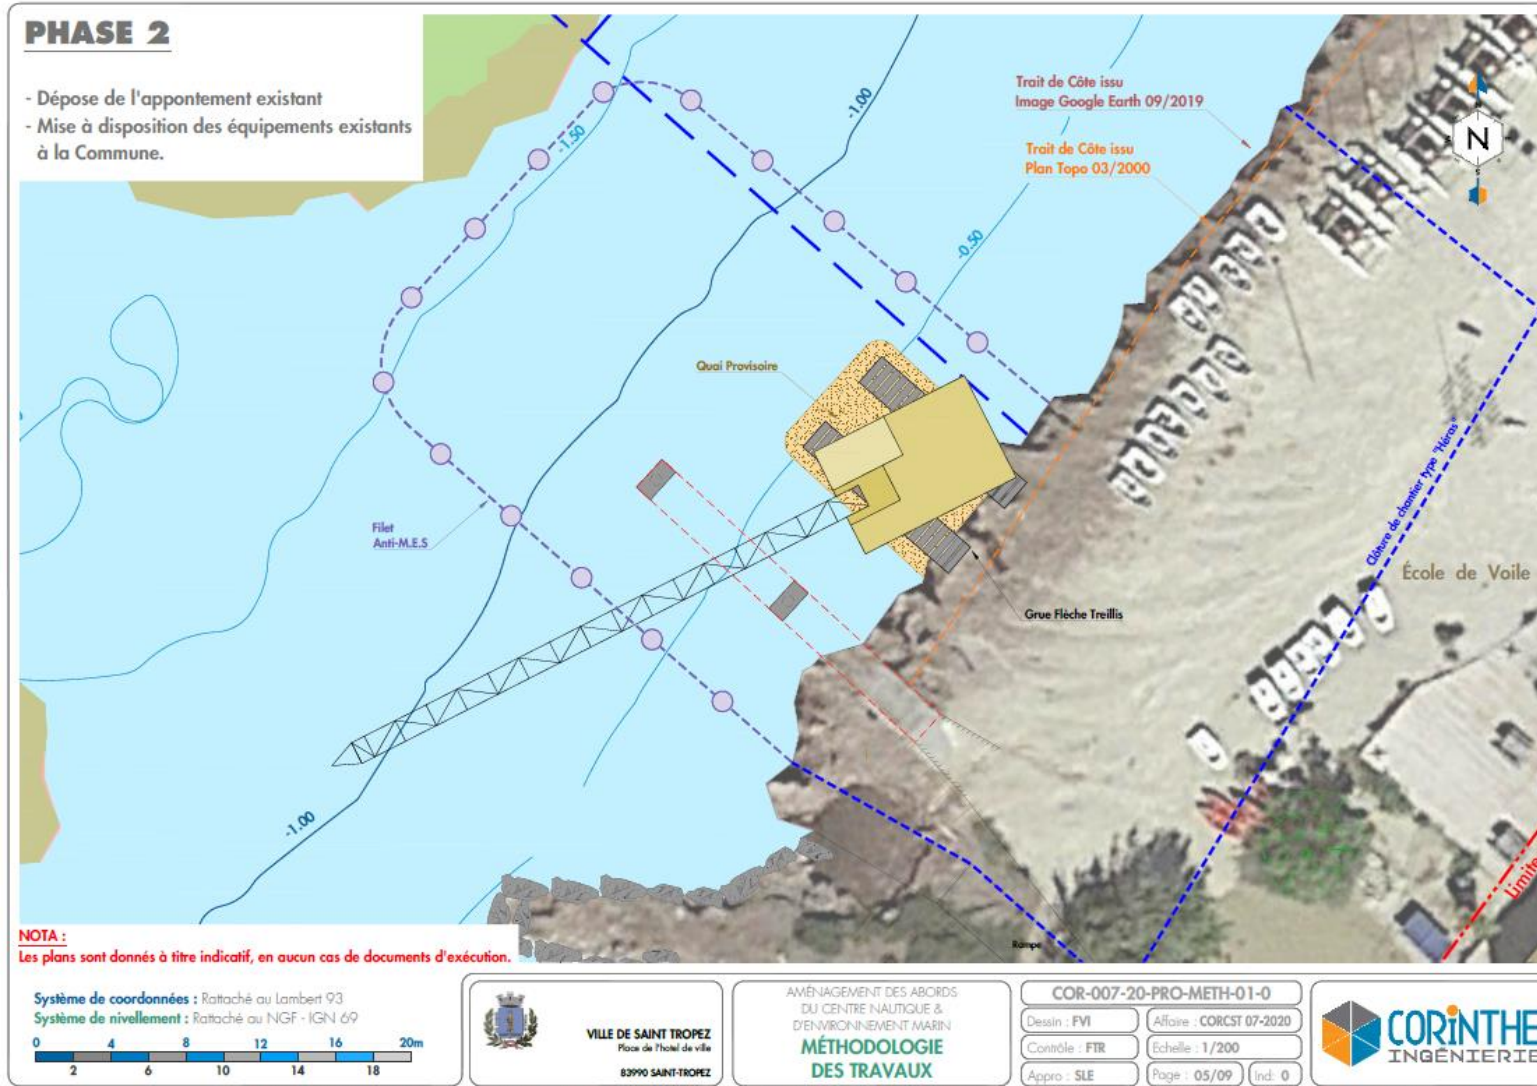 PHASE 2
- Dépose de l'appontement existant
- Mise à disposition des équipements existants
à la Commune.
Trait de Côte issu
Image Google Earth 09/2019
Trait de Côte issu
Plan Topo 03/2000
N
-1.50
-1.00
-0.50
Quai Provisoire
Filet
Anti-M.E.S
Grue Flèche Treillis
Clôture de chantier type "Héras"
École de Voile
-1.00
Limite
Rampe
NOTA :
Les plans sont donnés à titre indicatif, en aucun cas de documents d'exécution.
Système de coordonnées : Rattaché au Lambert 93
Système de nivellement : Rattaché au NGF - IGN 69
0 4 8 12 16 20m
2 6 10 14 18
VILLE DE SAINT TROPEZ
Place de l'hotel de ville
83990 SAINT-TROPEZ
AMÉNAGEMENT DES ABORDS
DU CENTRE NAUTIQUE &
D'ENVIRONNEMENT MARIN
MÉTHODOLOGIE
DES TRAVAUX
COR-007-20-PRO-METH-01-0
Dessin : FVI
Affaire : CORCST 07-2020
Contrôle : FTR
Echelle : 1/200
Appro : SLE
Page : 05/09
Ind: 0
CORiNTHE
INGÉNIERIE